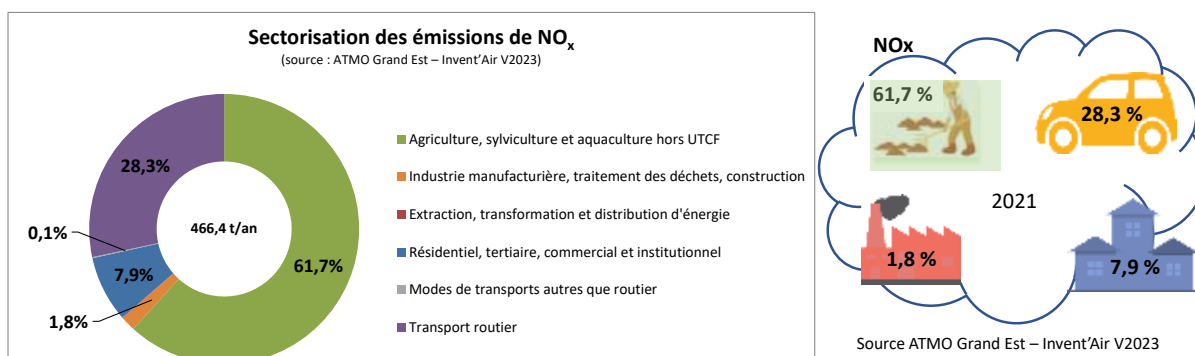 Sectorisation des émissions de NOx
(source : ATMO Grand Est – Invent'Air V2023)
28,3%
0,1%
7,9%
1,8%
466,4 t/an
61,7%
Agriculture, sylviculture et aquaculture hors UTCF
Industrie manufacturière, traitement des déchets, construction
Extraction, transformation et distribution d'énergie
Résidentiel, tertiaire, commercial et institutionnel
Modes de transports autres que routier
Transport routier
NOx
61,7 %
28,3 %
2021
1,8 %
7,9 %
Source ATMO Grand Est – Invent'Air V2023